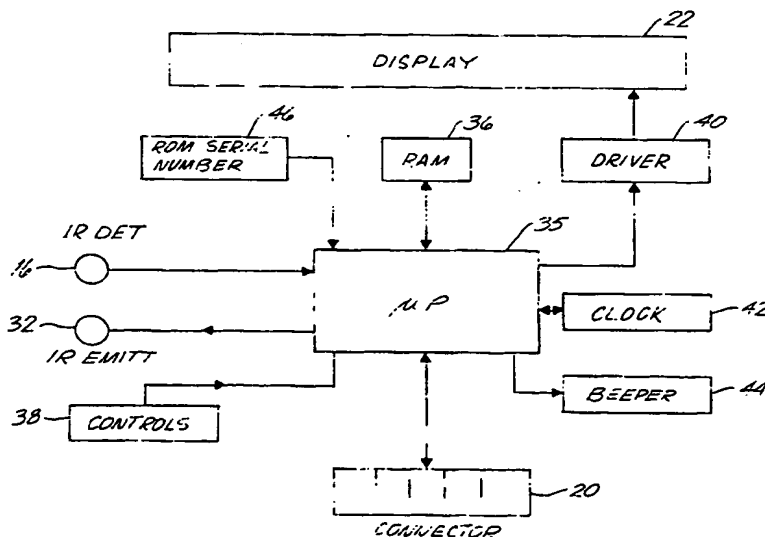 22
DISPLAY
46
ROM SERIAL
NUMBER
36
RAM
40
DRIVER
IR DET
16
35
μP
32
IR EMITT
CLOCK
42
38
CONTROLS
BEEPER
44
20
CONNECTOR